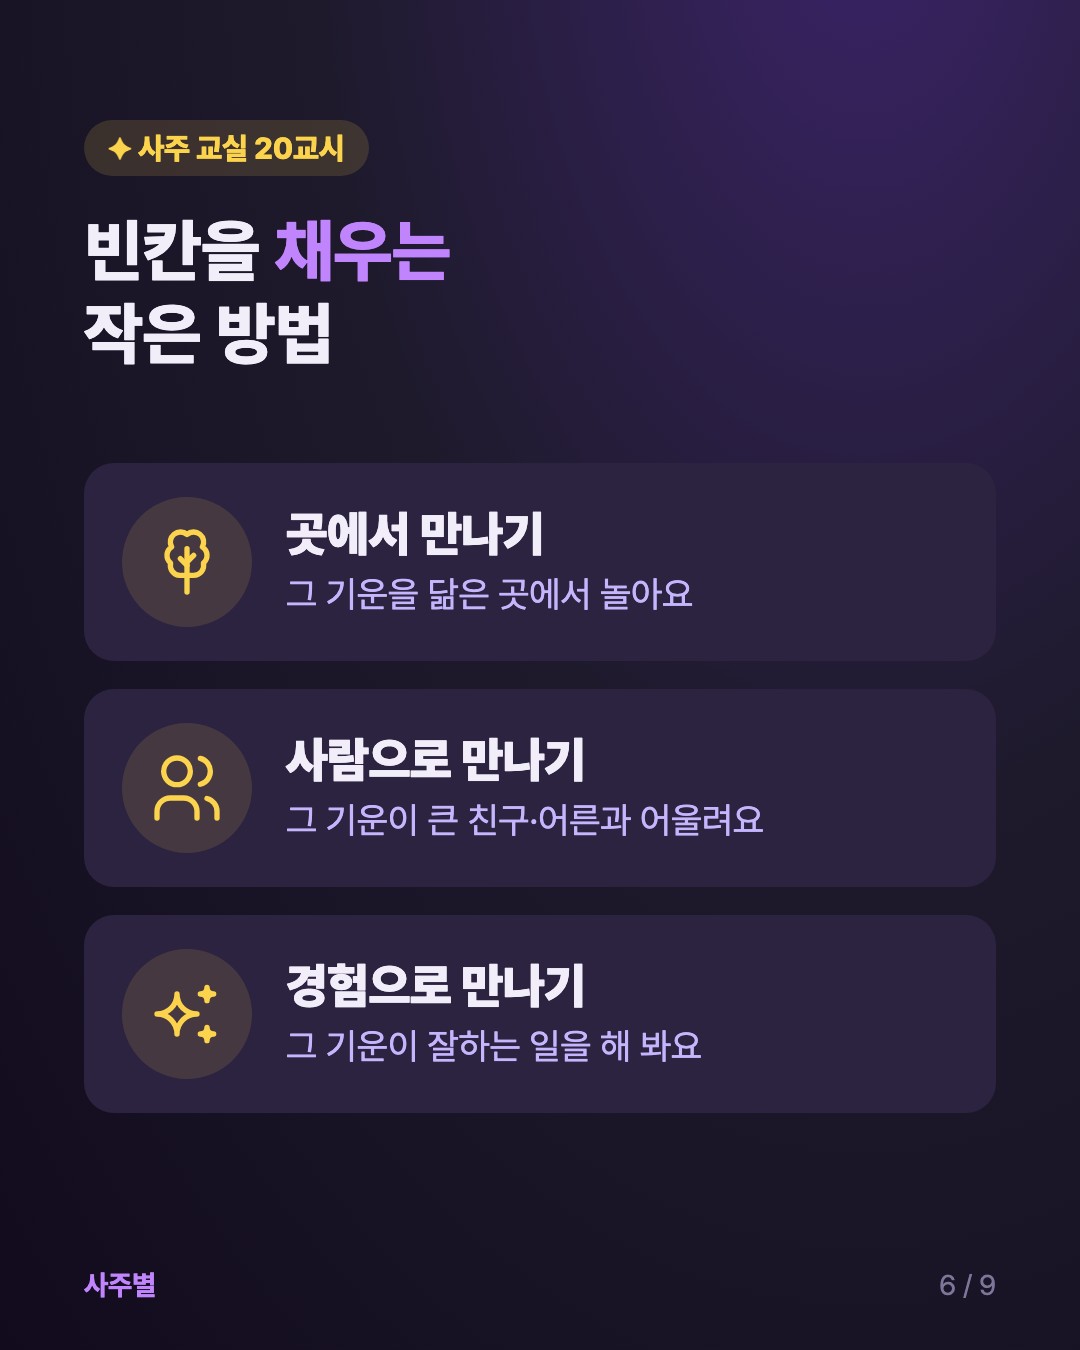 사주 교실 20교시
빈칸을 채우는
작은 방법
곳에서 만나기
그 기운을 닮은 곳에서 놀아요
사람으로 만나기
그 기운이 큰 친구·어른과 어울려요
경험으로 만나기
그 기운이 잘하는 일을 해 봐요
사주별
6 / 9